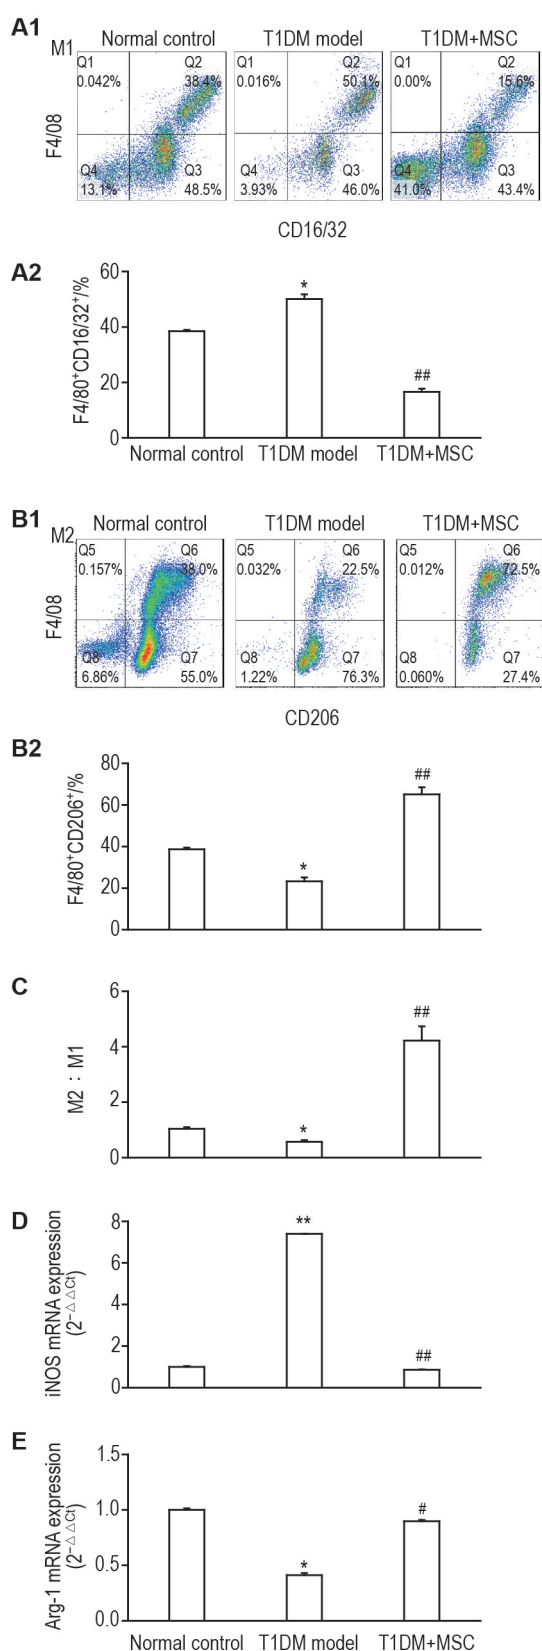 A1
M1
Normal control T1DM model T1DM+MSC
Q1 Q2 Q1 Q2 Q1 Q2
0.042% 38.4% 0.016% 50.1% 0.00% 15.6%
F4/08
Q4 Q3 Q4 Q3 Q4 Q3
13.1% 48.5% 3.93% 46.0% 41.0% 43.4%
CD16/32
A2
F4/80⁺CD16/32⁺/%
60
40
20
0
*
##
Normal control T1DM model T1DM+MSC
B1
M2
Normal control T1DM model T1DM+MSC
Q5 Q6 Q5 Q6 Q5 Q6
0.157% 38.0% 0.032% 22.5% 0.012% 72.5%
F4/08
Q8 Q7 Q8 Q7 Q8 Q7
6.86% 55.0% 1.22% 76.3% 0.060% 27.4%
CD206
B2
F4/80⁺CD206⁺/%
80
60
40
20
0
*
##
C
M2 : M1
6
4
2
0
*
##
D
iNOS mRNA expression
(2⁻△△Ct)
8
6
4
2
0
**
##
E
Arg-1 mRNA expression
(2⁻△△Ct)
1.5
1.0
0.5
0.0
*
#
Normal control T1DM model T1DM+MSC